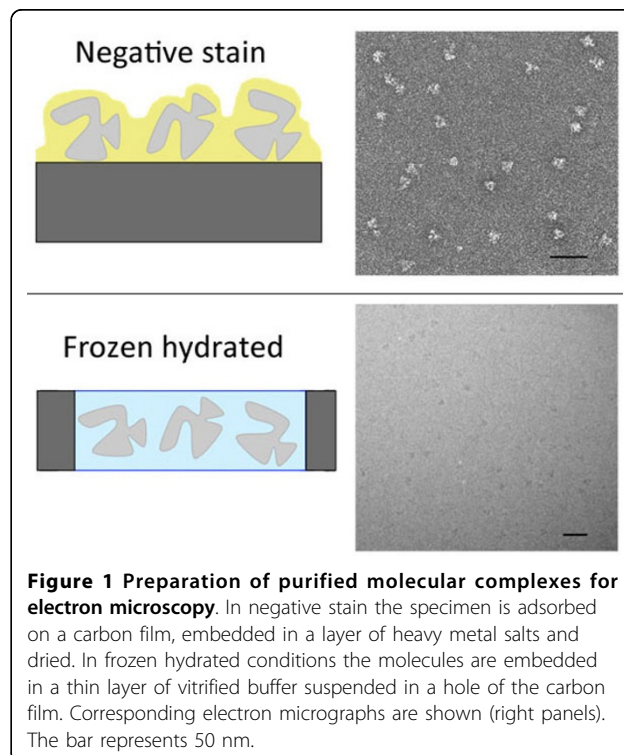 Negative stain
Frozen hydrated
Figure 1 Preparation of purified molecular complexes for
electron microscopy. In negative stain the specimen is adsorbed
on a carbon film, embedded in a layer of heavy metal salts and
dried. In frozen hydrated conditions the molecules are embedded
in a thin layer of vitrified buffer suspended in a hole of the carbon
film. Corresponding electron micrographs are shown (right panels).
The bar represents 50 nm.